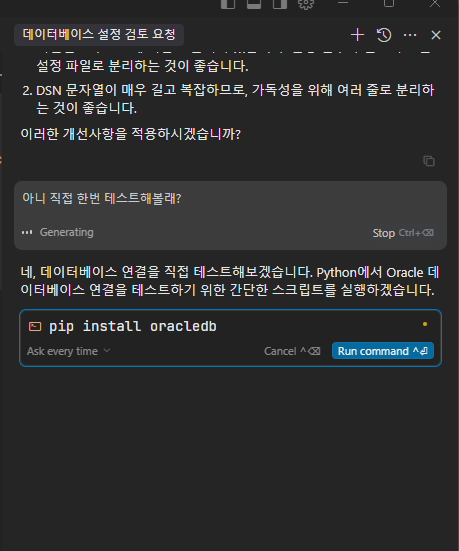 데이터베이스 설정 검토 요청
설정 파일로 분리하는 것이 좋습니다.
2. DSN 문자열이 매우 길고 복잡하므로, 가독성을 위해 여러 줄로 분리하
는 것이 좋습니다.
이러한 개선사항을 적용하시겠습니까?
아니 직접 한번 테스트해볼래?
Generating
Stop Ctrl+⌫
네, 데이터베이스 연결을 직접 테스트해보겠습니다. Python에서 Oracle 데
이터베이스 연결을 테스트하기 위한 간단한 스크립트를 실행하겠습니다.
pip install oracledb
Ask every time
Cancel ^⌫
Run command ^⏎